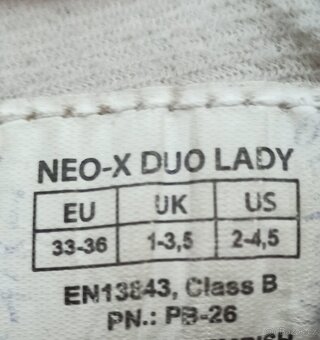 NEO-X DUO LADY
EU UK US
33-36 1-3,5 2-4,5
EN13843, Class B
PN.: PB-26